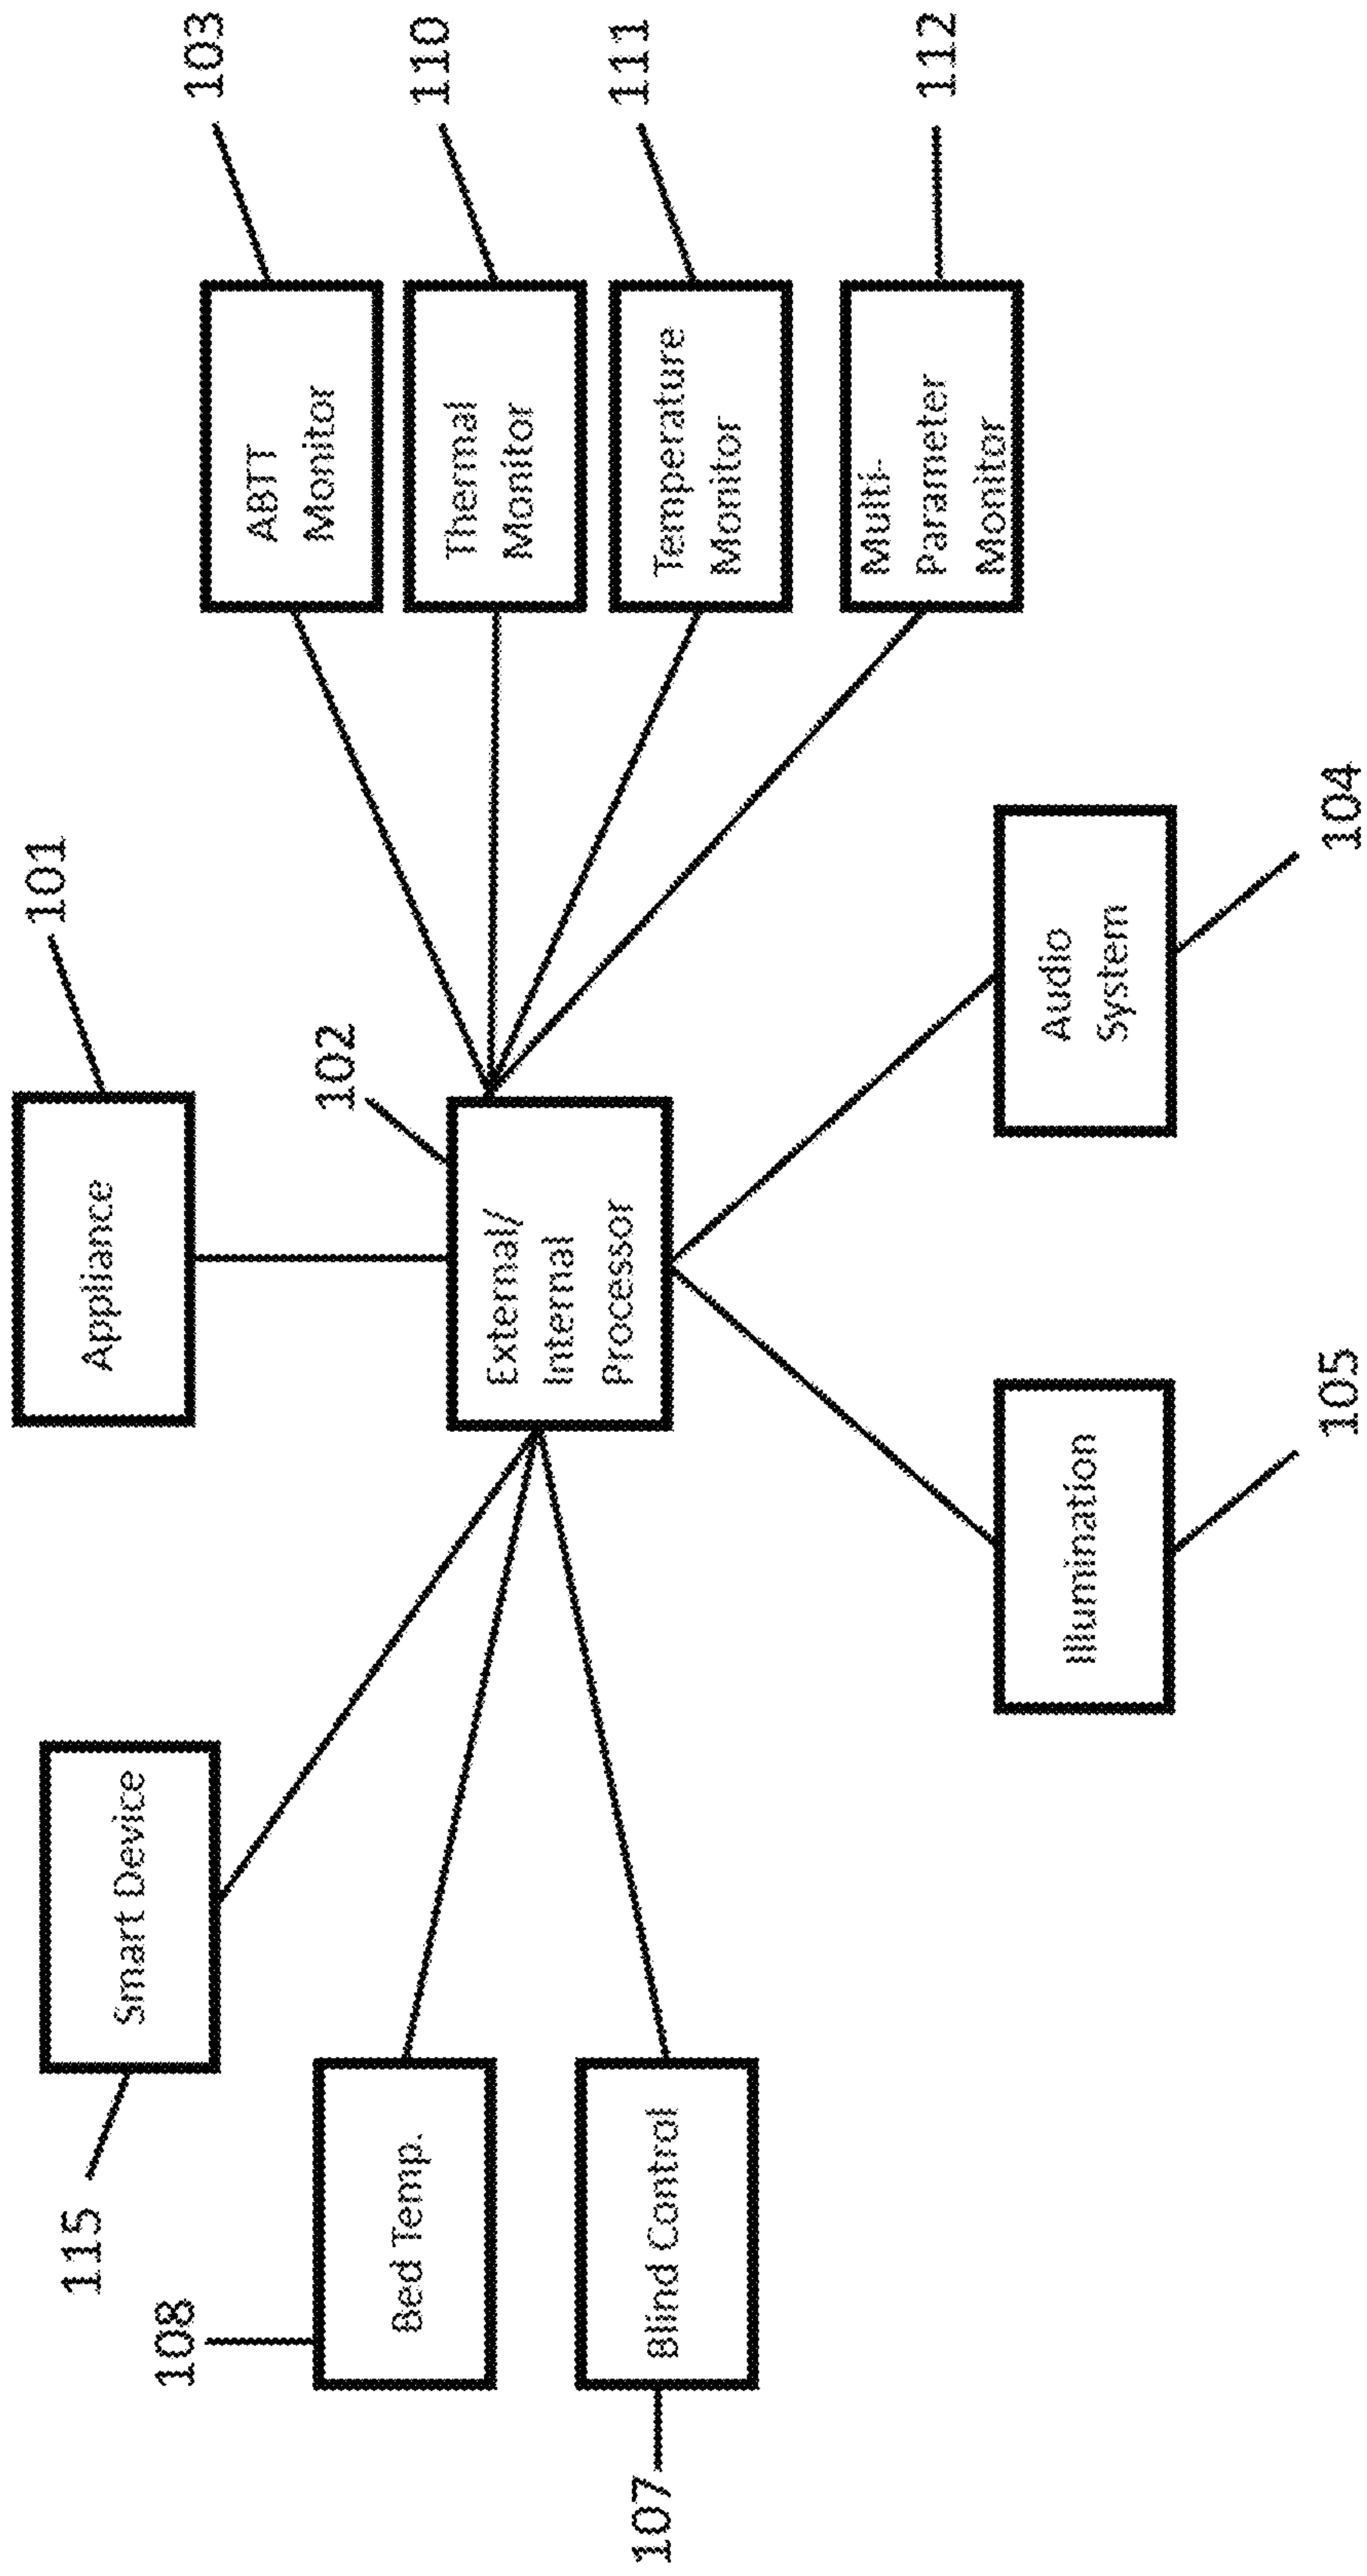 101
Appliance
115
Smart Device
103
ABTT
Monitor
108
Bed Temp.
102
External/
Internal
Processor
110
Thermal
Monitor
111
Temperature
Monitor
107
Blind Control
112
Multi-
Parameter
Monitor
Illumination
105
Audio
System
104